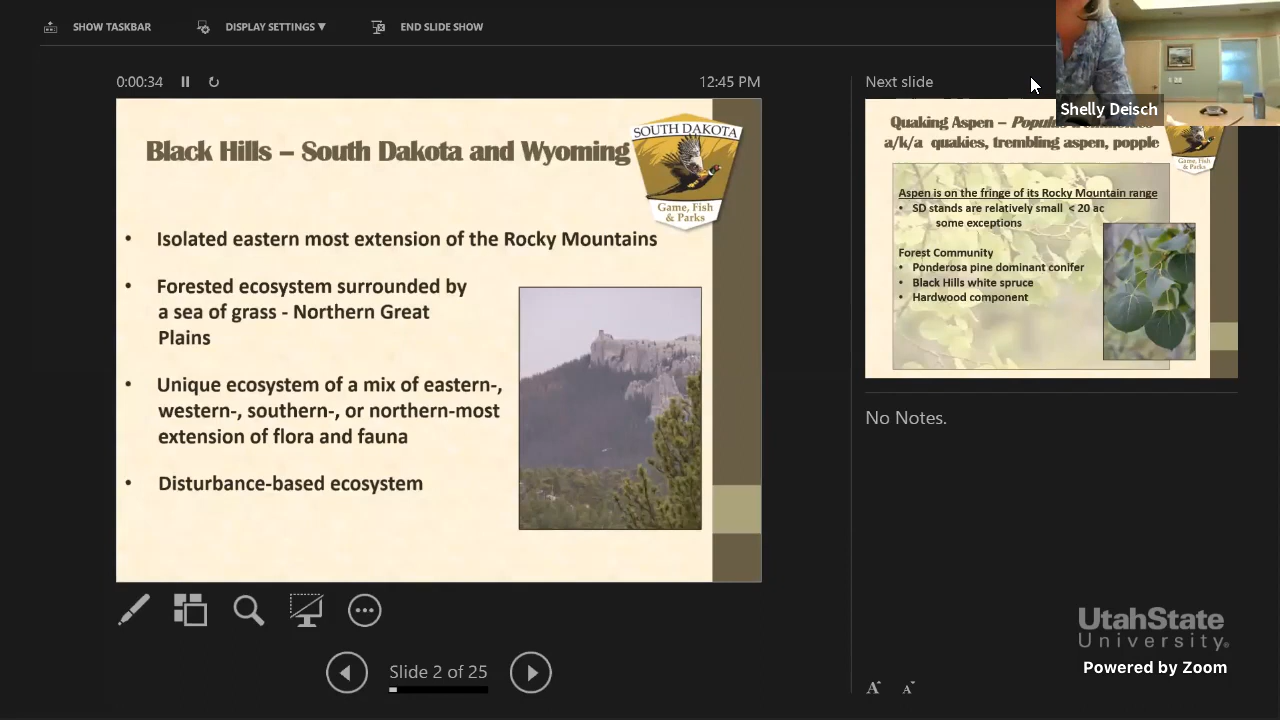 SHOW TASKBAR
DISPLAY SETTINGS ▼
END SLIDE SHOW
0:00:34
12:45 PM
Black Hills – South Dakota and Wyoming
SOUTH DAKOTA
Game, Fish
& Parks
• Isolated eastern most extension of the Rocky Mountains
• Forested ecosystem surrounded by
a sea of grass - Northern Great
Plains
• Unique ecosystem of a mix of eastern-,
western-, southern-, or northern-most
extension of flora and fauna
• Disturbance-based ecosystem
Slide 2 of 25
Next slide
Shelly Deisch
Quaking Aspen –
a/k/a quakies, trembling aspen, popple
Game, Fish
& Parks
Aspen is on the fringe of its Rocky Mountain range
• SD stands are relatively small < 20 ac
some exceptions
Forest Community
• Ponderosa pine dominant conifer
• Black Hills white spruce
• Hardwood component
No Notes.
UtahState
University
Powered by Zoom
A A